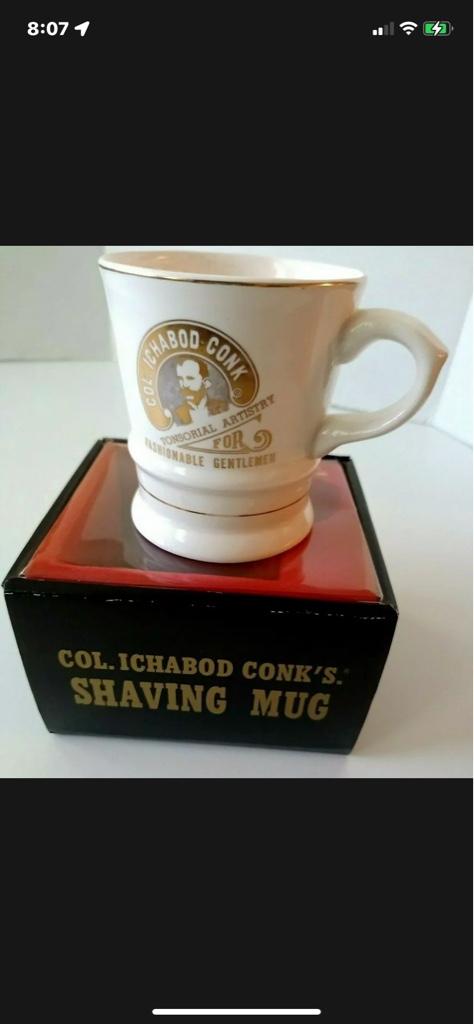 8:07
COL. ICHABOD CONK
TONSORIAL ARTISTRY
FOR
FASHIONABLE GENTLEMEN
COL. ICHABOD CONK'S.
SHAVING MUG